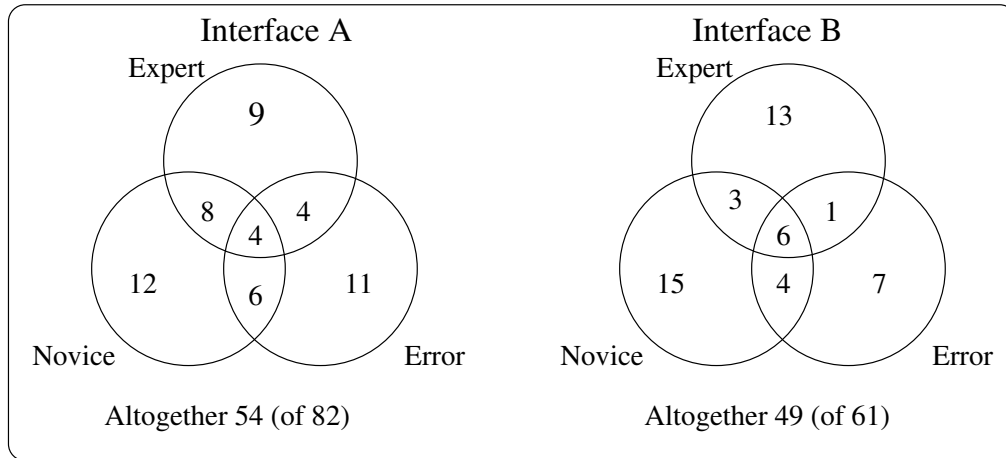 Interface A
Expert
9
8
4
4
12
6
11
Novice
Error
Altogether 54 (of 82)
Interface B
Expert
13
3
1
6
15
4
7
Novice
Error
Altogether 49 (of 61)